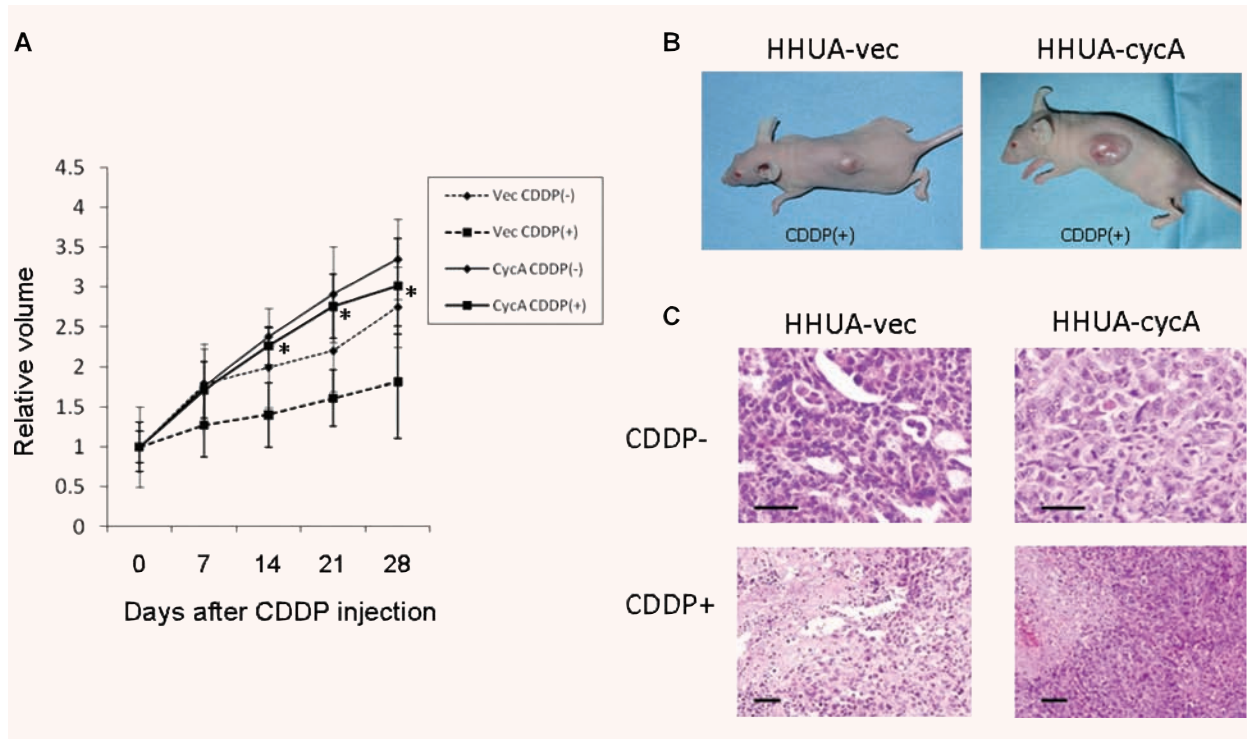 A
4.5
4
3.5
3
2.5
2
1.5
1
0.5
0
Relative volume
0 7 14 21 28
Days after CDDP injection
* * *
Vec CDDP(-)
Vec CDDP(+)
CycA CDDP(-)
CycA CDDP(+)
B
HHUA-vec HHUA-cycA
CDDP(+) CDDP(+)
C
HHUA-vec HHUA-cycA
CDDP-
CDDP+